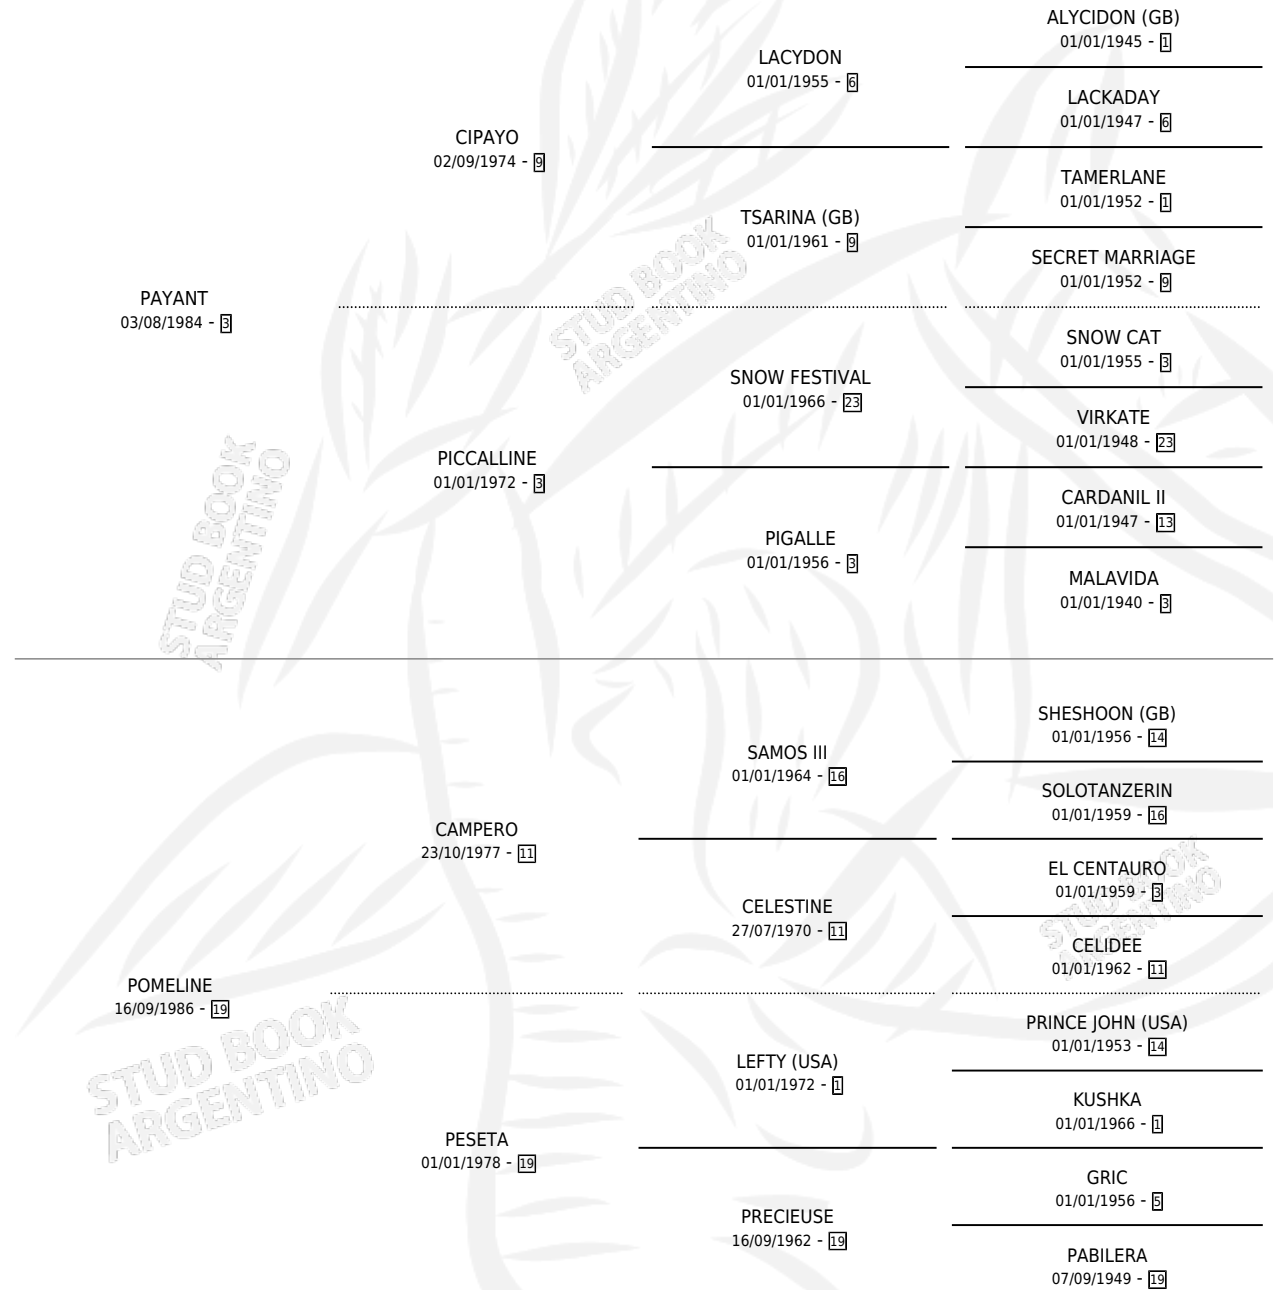 PAYANT
03/08/1984 - 3
CIPAYO
02/09/1974 - 9
LACYDON
01/01/1955 - 6
ALYCIDON (GB)
01/01/1945 - 1
LACKADAY
01/01/1947 - 6
TSARINA (GB)
01/01/1961 - 9
TAMERLANE
01/01/1952 - 1
SECRET MARRIAGE
01/01/1952 - 9
PICCALLINE
01/01/1972 - 3
SNOW FESTIVAL
01/01/1966 - 23
SNOW CAT
01/01/1955 - 3
VIRKATE
01/01/1948 - 23
PIGALLE
01/01/1956 - 3
CARDANIL II
01/01/1947 - 13
MALAVIDA
01/01/1940 - 3
POMELINE
16/09/1986 - 19
CAMPERO
23/10/1977 - 11
SAMOS III
01/01/1964 - 16
SHESHOON (GB)
01/01/1956 - 14
SOLOTANZERIN
01/01/1959 - 16
CELESTINE
27/07/1970 - 11
EL CENTAURO
01/01/1959 - 3
CELIDEE
01/01/1962 - 11
PESETA
01/01/1978 - 19
LEFTY (USA)
01/01/1972 - 1
PRINCE JOHN (USA)
01/01/1953 - 14
KUSHKA
01/01/1966 - 1
PRECIEUSE
16/09/1962 - 19
GRIC
01/01/1956 - 5
PABILERA
07/09/1949 - 19
STUD BOOK
ARGENTINO
STUD BOOK
ARGENTINO
STUD BOOK
ARGENTINO
STUD BOOK
ARGENTINO